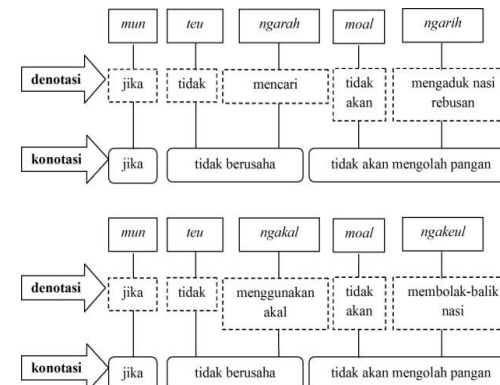 mun teu ngarah moal ngarih
denotasi jika tidak mencari tidak akan mengaduk nasi rebusan
konotasi jika tidak berusaha tidak akan mengolah pangan
mun teu ngakal moal ngakeul
denotasi jika tidak menggunakan akal tidak akan membolak-balik nasi
konotasi jika tidak berusaha tidak akan mengolah pangan